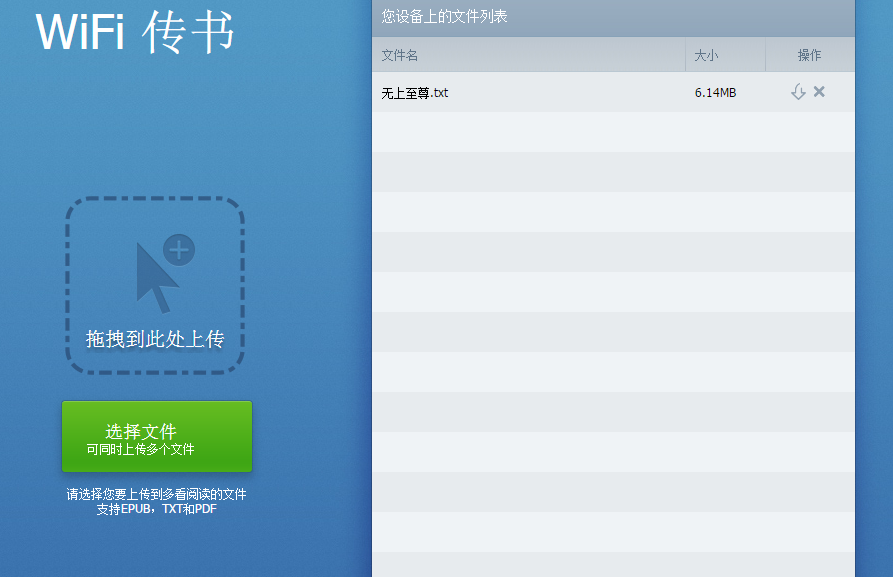 WiFi 传书
拖拽到此处上传
选择文件
可同时上传多个文件
请选择您要上传到多看阅读的文件
支持EPUB，TXT和PDF
您设备上的文件列表
文件名 大小 操作
无上至尊.txt 6.14MB